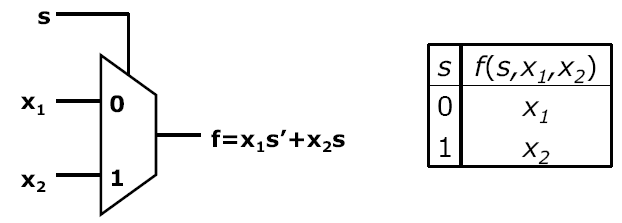 s
x₁ 0
f=x₁s’+x₂s
x₂ 1
s f(s,x₁,x₂)
0 x₁
1 x₂